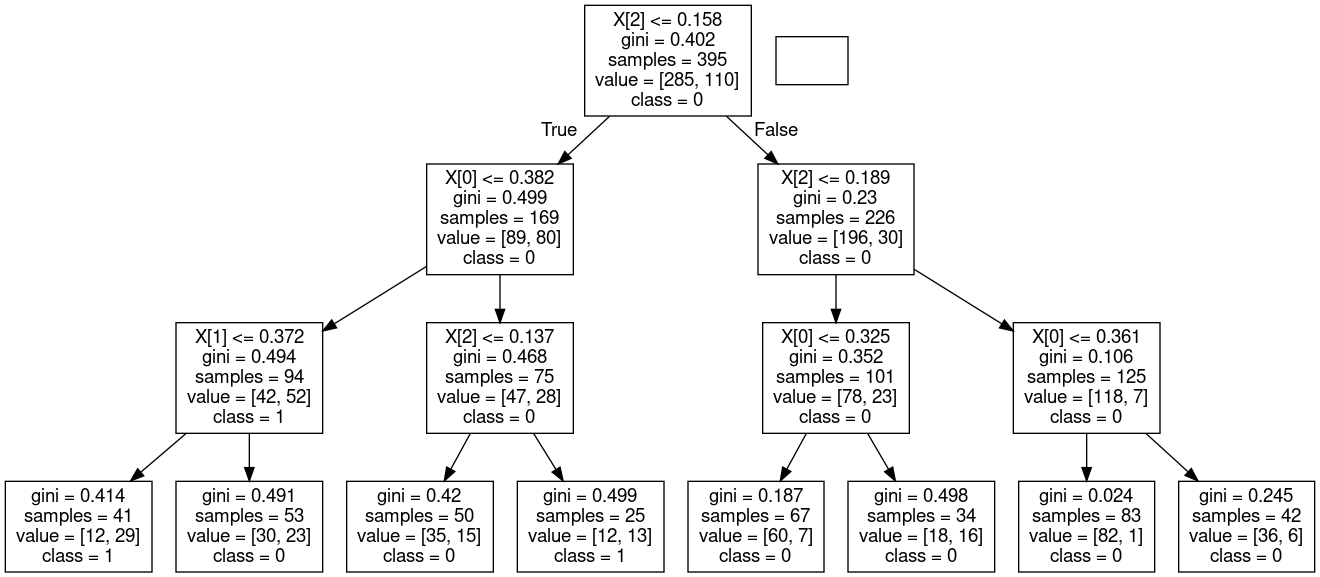 X[2] <= 0.158
gini = 0.402
samples = 395
value = [285, 110]
class = 0
True
False
X[0] <= 0.382
gini = 0.499
samples = 169
value = [89, 80]
class = 0
X[2] <= 0.189
gini = 0.23
samples = 226
value = [196, 30]
class = 0
X[1] <= 0.372
gini = 0.494
samples = 94
value = [42, 52]
class = 1
X[2] <= 0.137
gini = 0.468
samples = 75
value = [47, 28]
class = 0
X[0] <= 0.325
gini = 0.352
samples = 101
value = [78, 23]
class = 0
X[0] <= 0.361
gini = 0.106
samples = 125
value = [118, 7]
class = 0
gini = 0.414
samples = 41
value = [12, 29]
class = 1
gini = 0.491
samples = 53
value = [30, 23]
class = 0
gini = 0.42
samples = 50
value = [35, 15]
class = 0
gini = 0.499
samples = 25
value = [12, 13]
class = 1
gini = 0.187
samples = 67
value = [60, 7]
class = 0
gini = 0.498
samples = 34
value = [18, 16]
class = 0
gini = 0.024
samples = 83
value = [82, 1]
class = 0
gini = 0.245
samples = 42
value = [36, 6]
class = 0